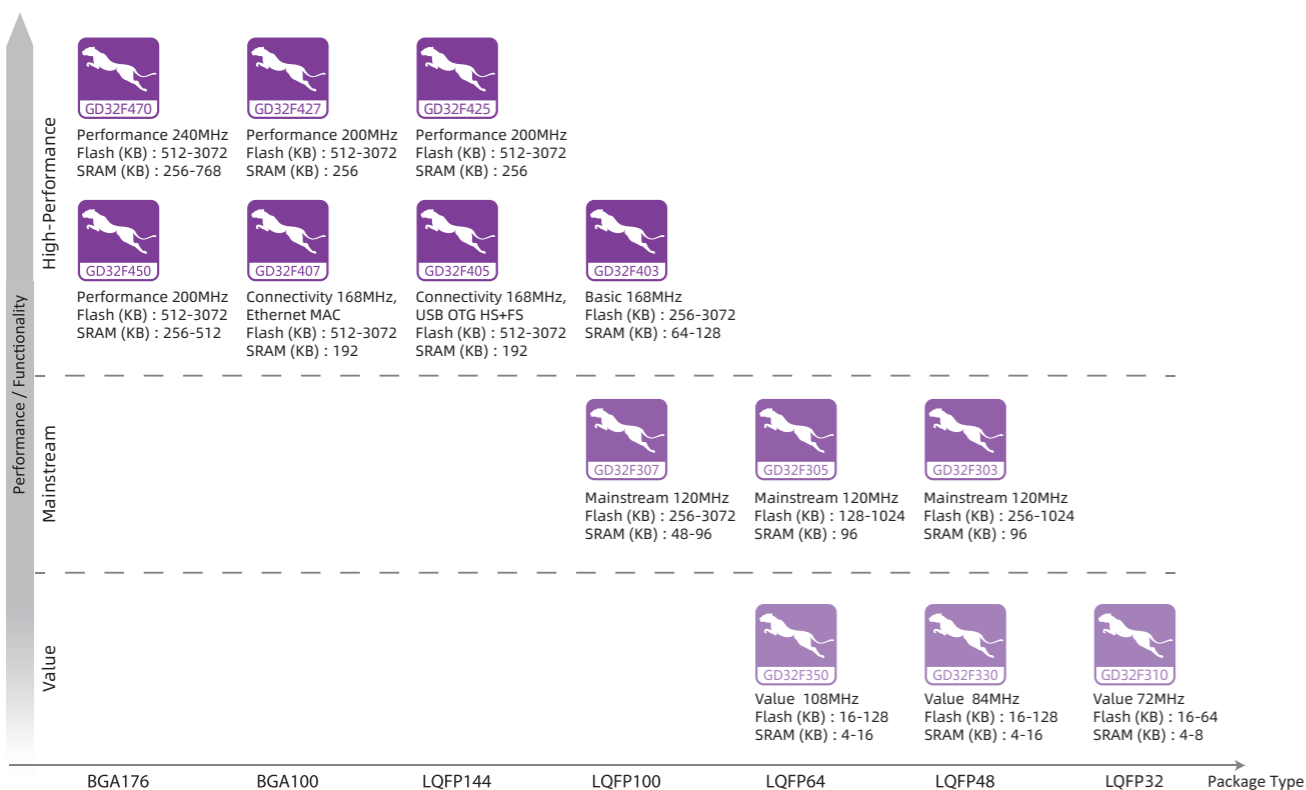 Performance / Functionality
High-Performance
GD32F470
Performance 240MHz
Flash (KB) : 512-3072
SRAM (KB) : 256-768
GD32F427
Performance 200MHz
Flash (KB) : 512-3072
SRAM (KB) : 256
GD32F425
Performance 200MHz
Flash (KB) : 512-3072
SRAM (KB) : 256
GD32F450
Performance 200MHz
Flash (KB) : 512-3072
SRAM (KB) : 256-512
GD32F407
Connectivity 168MHz,
Ethernet MAC
Flash (KB) : 512-3072
SRAM (KB) : 192
GD32F405
Connectivity 168MHz,
USB OTG HS+FS
Flash (KB) : 512-3072
SRAM (KB) : 192
GD32F403
Basic 168MHz
Flash (KB) : 256-3072
SRAM (KB) : 64-128
Mainstream
GD32F307
Mainstream 120MHz
Flash (KB) : 256-3072
SRAM (KB) : 48-96
GD32F305
Mainstream 120MHz
Flash (KB) : 128-1024
SRAM (KB) : 96
GD32F303
Mainstream 120MHz
Flash (KB) : 256-1024
SRAM (KB) : 96
Value
GD32F350
Value 108MHz
Flash (KB) : 16-128
SRAM (KB) : 4-16
GD32F330
Value 84MHz
Flash (KB) : 16-128
SRAM (KB) : 4-16
GD32F310
Value 72MHz
Flash (KB) : 16-64
SRAM (KB) : 4-8
BGA176
BGA100
LQFP144
LQFP100
LQFP64
LQFP48
LQFP32
Package Type